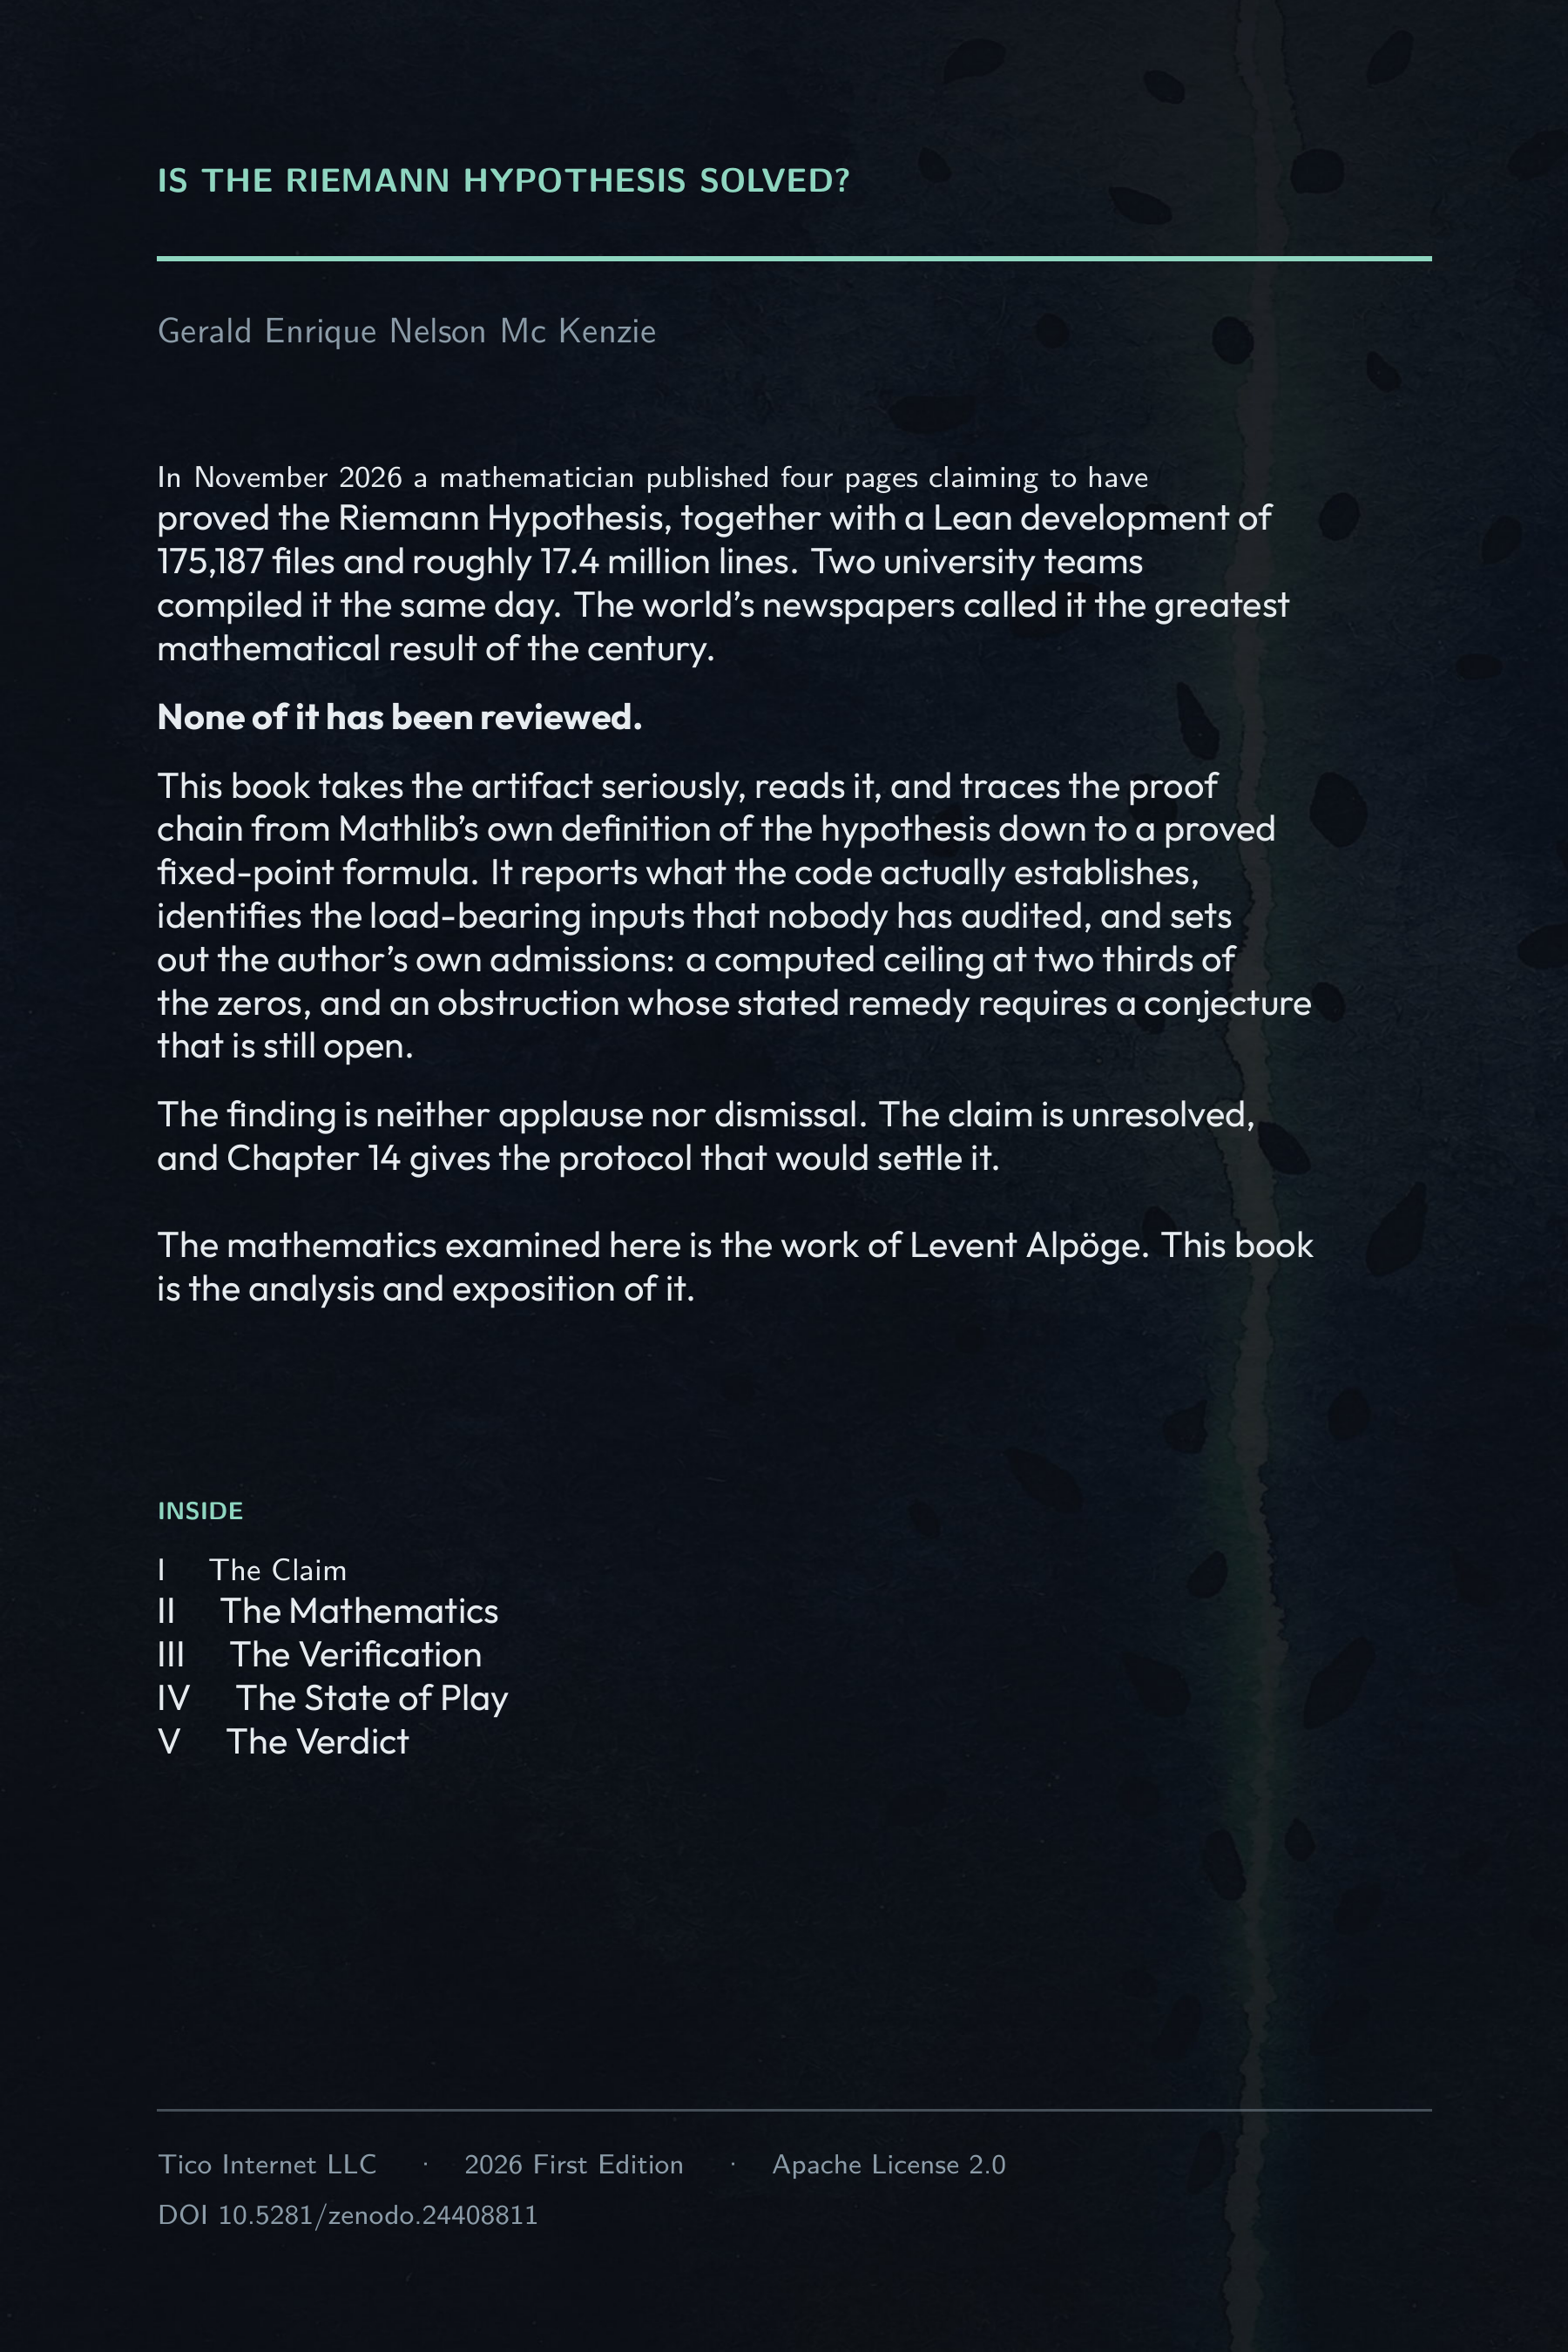 IS THE RIEMANN HYPOTHESIS SOLVED?
Gerald Enrique Nelson Mc Kenzie
In November 2026 a mathematician published four pages claiming to have
proved the Riemann Hypothesis, together with a Lean development of
175,187 files and roughly 17.4 million lines. Two university teams
compiled it the same day. The world's newspapers called it the greatest
mathematical result of the century.
None of it has been reviewed.
This book takes the artifact seriously, reads it, and traces the proof
chain from Mathlib's own definition of the hypothesis down to a proved
fixed-point formula. It reports what the code actually establishes,
identifies the load-bearing inputs that nobody has audited, and sets
out the author's own admissions: a computed ceiling at two thirds of
the zeros, and an obstruction whose stated remedy requires a conjecture
that is still open.
The finding is neither applause nor dismissal. The claim is unresolved,
and Chapter 14 gives the protocol that would settle it.
The mathematics examined here is the work of Levent Alpöge. This book
is the analysis and exposition of it.
INSIDE
I The Claim
II The Mathematics
III The Verification
IV The State of Play
V The Verdict
Tico Internet LLC · 2026 First Edition · Apache License 2.0
DOI 10.5281/zenodo.24408811